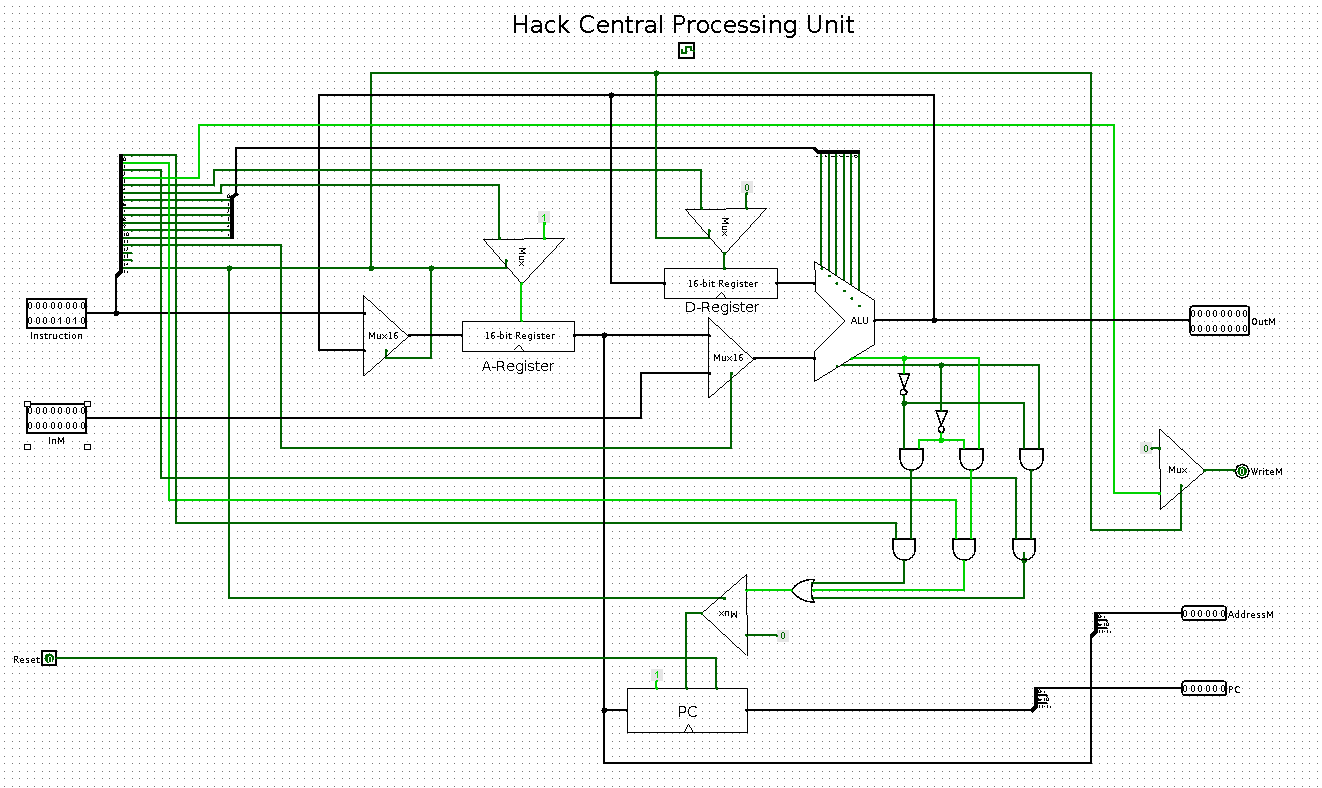 Hack Central Processing Unit
0
1
Mux
Mux
16-bit Register
D-Register
0 0 0 0 0 0 0 0
0 0 0 0 1 0 1 0
Instruction
Mux16
16-bit Register
A-Register
ALU
0 0 0 0 0 0 0 0
0 0 0 0 0 0 0 0
OutM
Mux16
0 0 0 0 0 0 0 0
0 0 0 0 0 0 0 0
InM
0
Mux
0
WriteM
Mux
0
0 0 0 0 0 0
AddressM
Reset
0
1
PC
0 0 0 0 0 0
PC